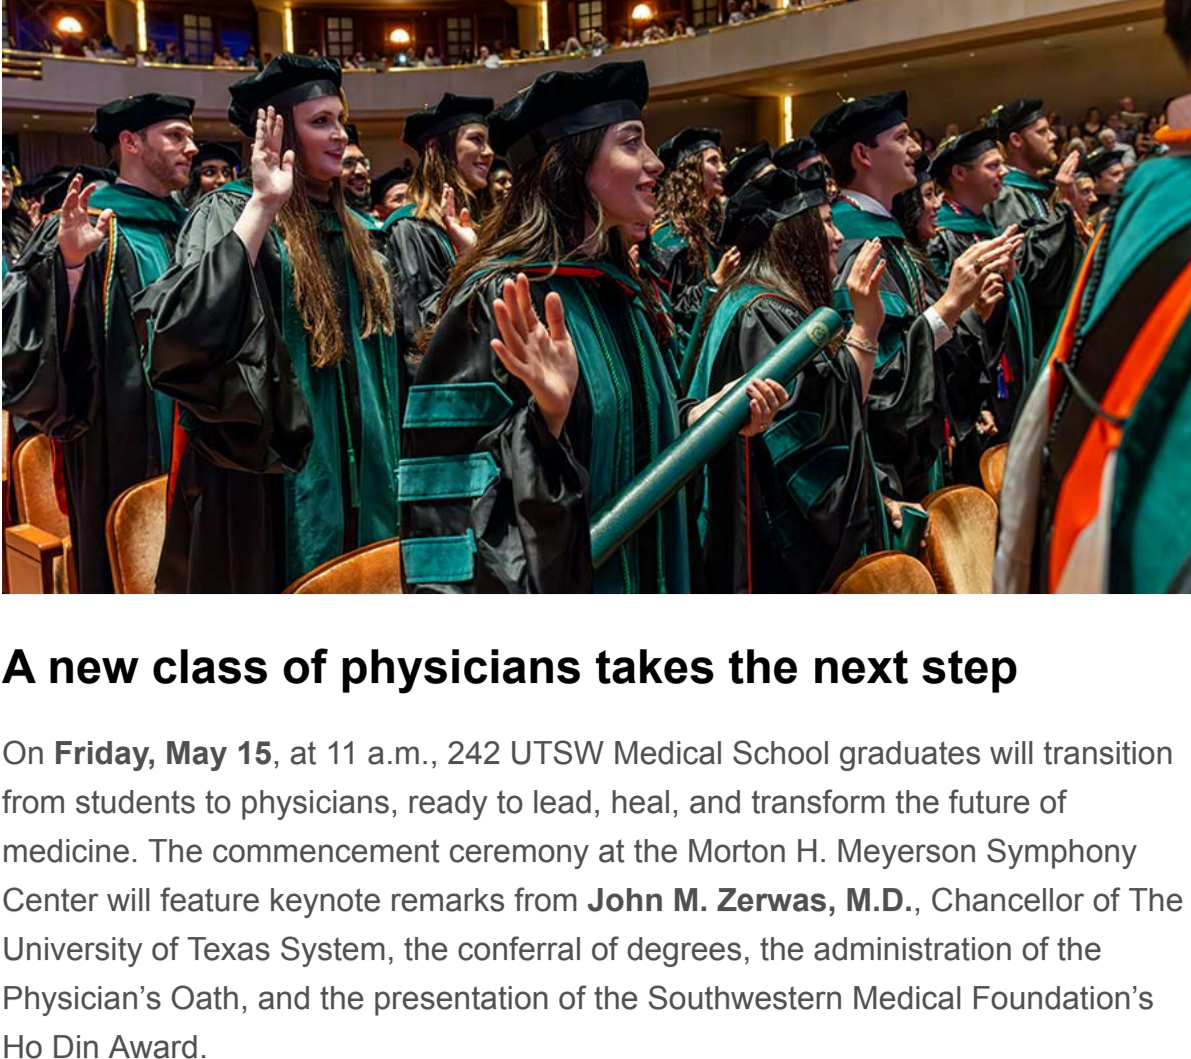 A new class of physicians takes the next step
On Friday, May 15, at 11 a.m., 242 UTSW Medical School graduates will transition
from students to physicians, ready to lead, heal, and transform the future of
medicine. The commencement ceremony at the Morton H. Meyerson Symphony
Center will feature keynote remarks from John M. Zerwas, M.D., Chancellor of The
University of Texas System, the conferral of degrees, the administration of the
Physician’s Oath, and the presentation of the Southwestern Medical Foundation’s
Ho Din Award.